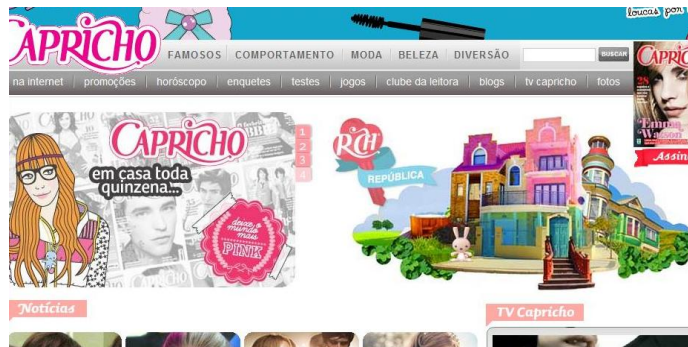 loucas por
CAPRICHO
FAMOSOS COMPORTAMENTO MODA BELEZA DIVERSÃO
BUSCAR
na internet promoções horóscopo enquetes testes jogos clube da leitora blogs tv capricho fotos
CAPRIC
28
Emma
Watson
Assin
CAPRICHO
em casa toda
quinzena...
deixe o
mundo
mais
PINK
1
2
3
4
RCH
REPÚBLICA
Notícias
TV Capricho